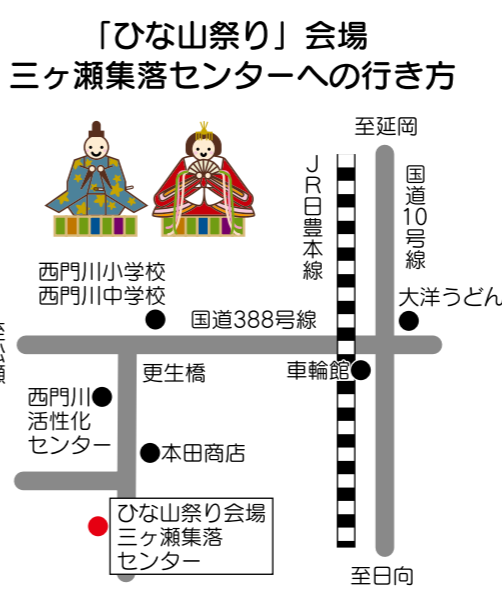 「ひな山祭り」会場
三ヶ瀬集落センターへの行き方
至延岡
JR日豊本線
国道10号線
西門川小学校
西門川中学校
国道388号線
大洋うどん
更生橋
車輪館
西門川
活性化
センター
本田商店
ひな山祭り会場
三ヶ瀬集落
センター
至日向